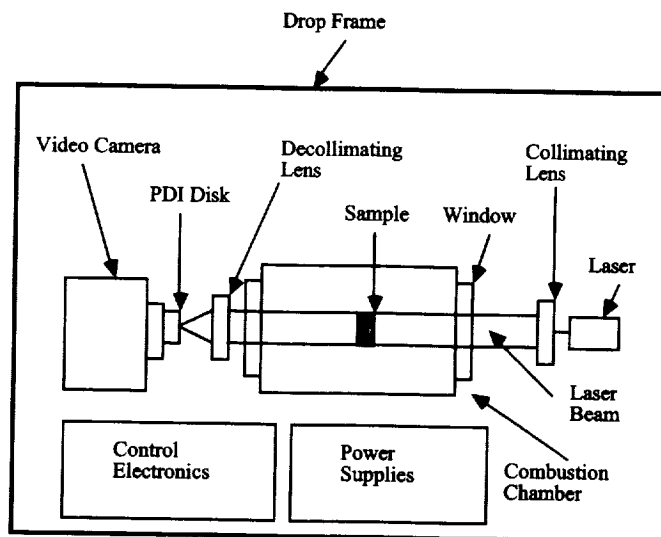 Drop Frame
Video Camera
Decollimating
Lens
Collimating
Lens
PDI Disk
Sample
Window
Laser
Laser
Beam
Control
Electronics
Power
Supplies
Combustion
Chamber